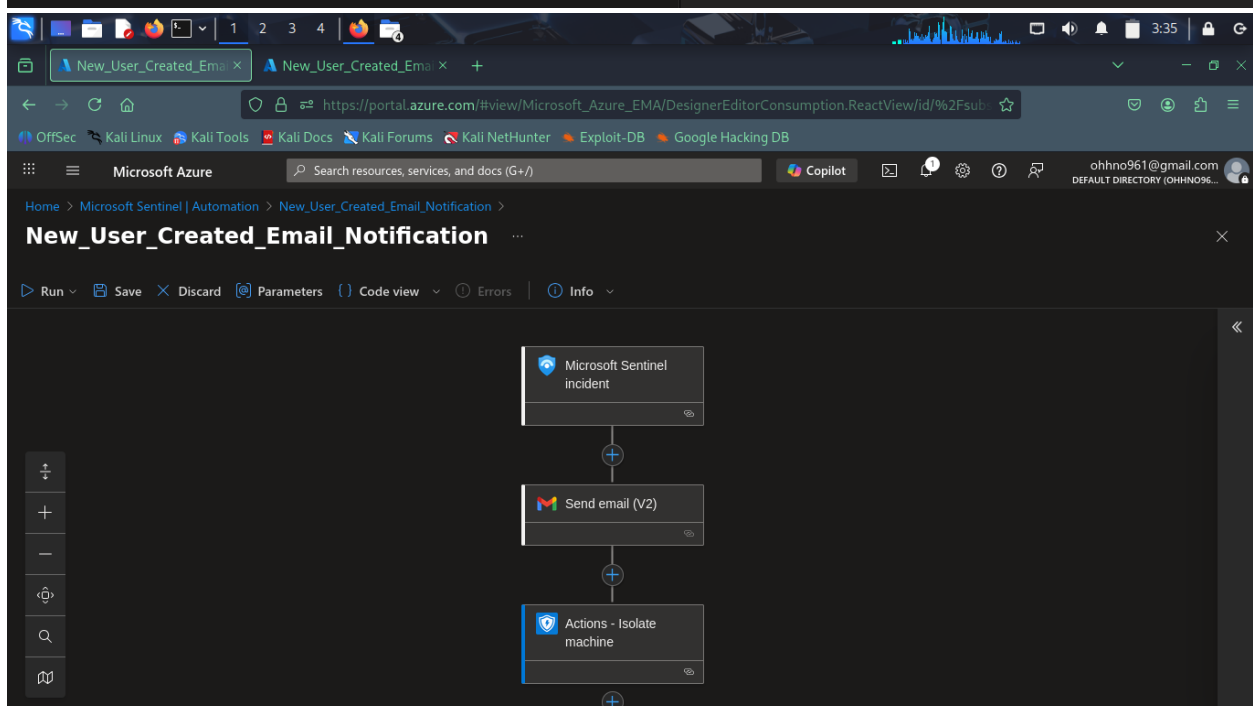 1 2 3 4
4
3:35
New_User_Created_Ema
New_User_Created_Emai
https://portal.azure.com/#view/Microsoft_Azure_EMA/DesignerEditorConsumption.ReactView/id/%2Fsub
OffSec Kali Linux Kali Tools Kali Docs Kali Forums Kali NetHunter Exploit-DB Google Hacking DB
Microsoft Azure
Search resources, services, and docs (G+/)
Copilot
1
ohhno961@gmail.com
DEFAULT DIRECTORY (OHHNO96...
Home > Microsoft Sentinel | Automation > New_User_Created_Email_Notification >
New_User_Created_Email_Notification ...
Run Save Discard Parameters Code view Errors Info
Microsoft Sentinel
incident
Send email (V2)
Actions - Isolate
machine